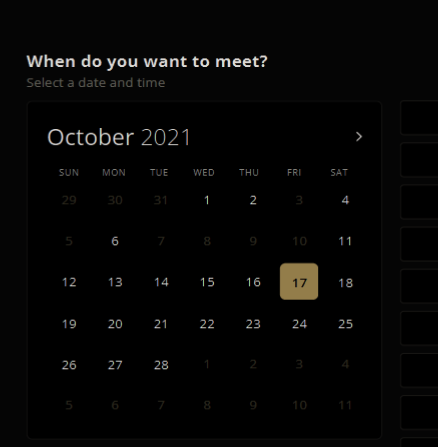 When do you want to meet?
Select a date and time
October 2021
SUN MON TUE WED THU FRI SAT
29 30 31 1 2 3 4
5 6 7 8 9 10 11
12 13 14 15 16 17 18
19 20 21 22 23 24 25
26 27 28 1 2 3 4
5 6 7 8 9 10 11